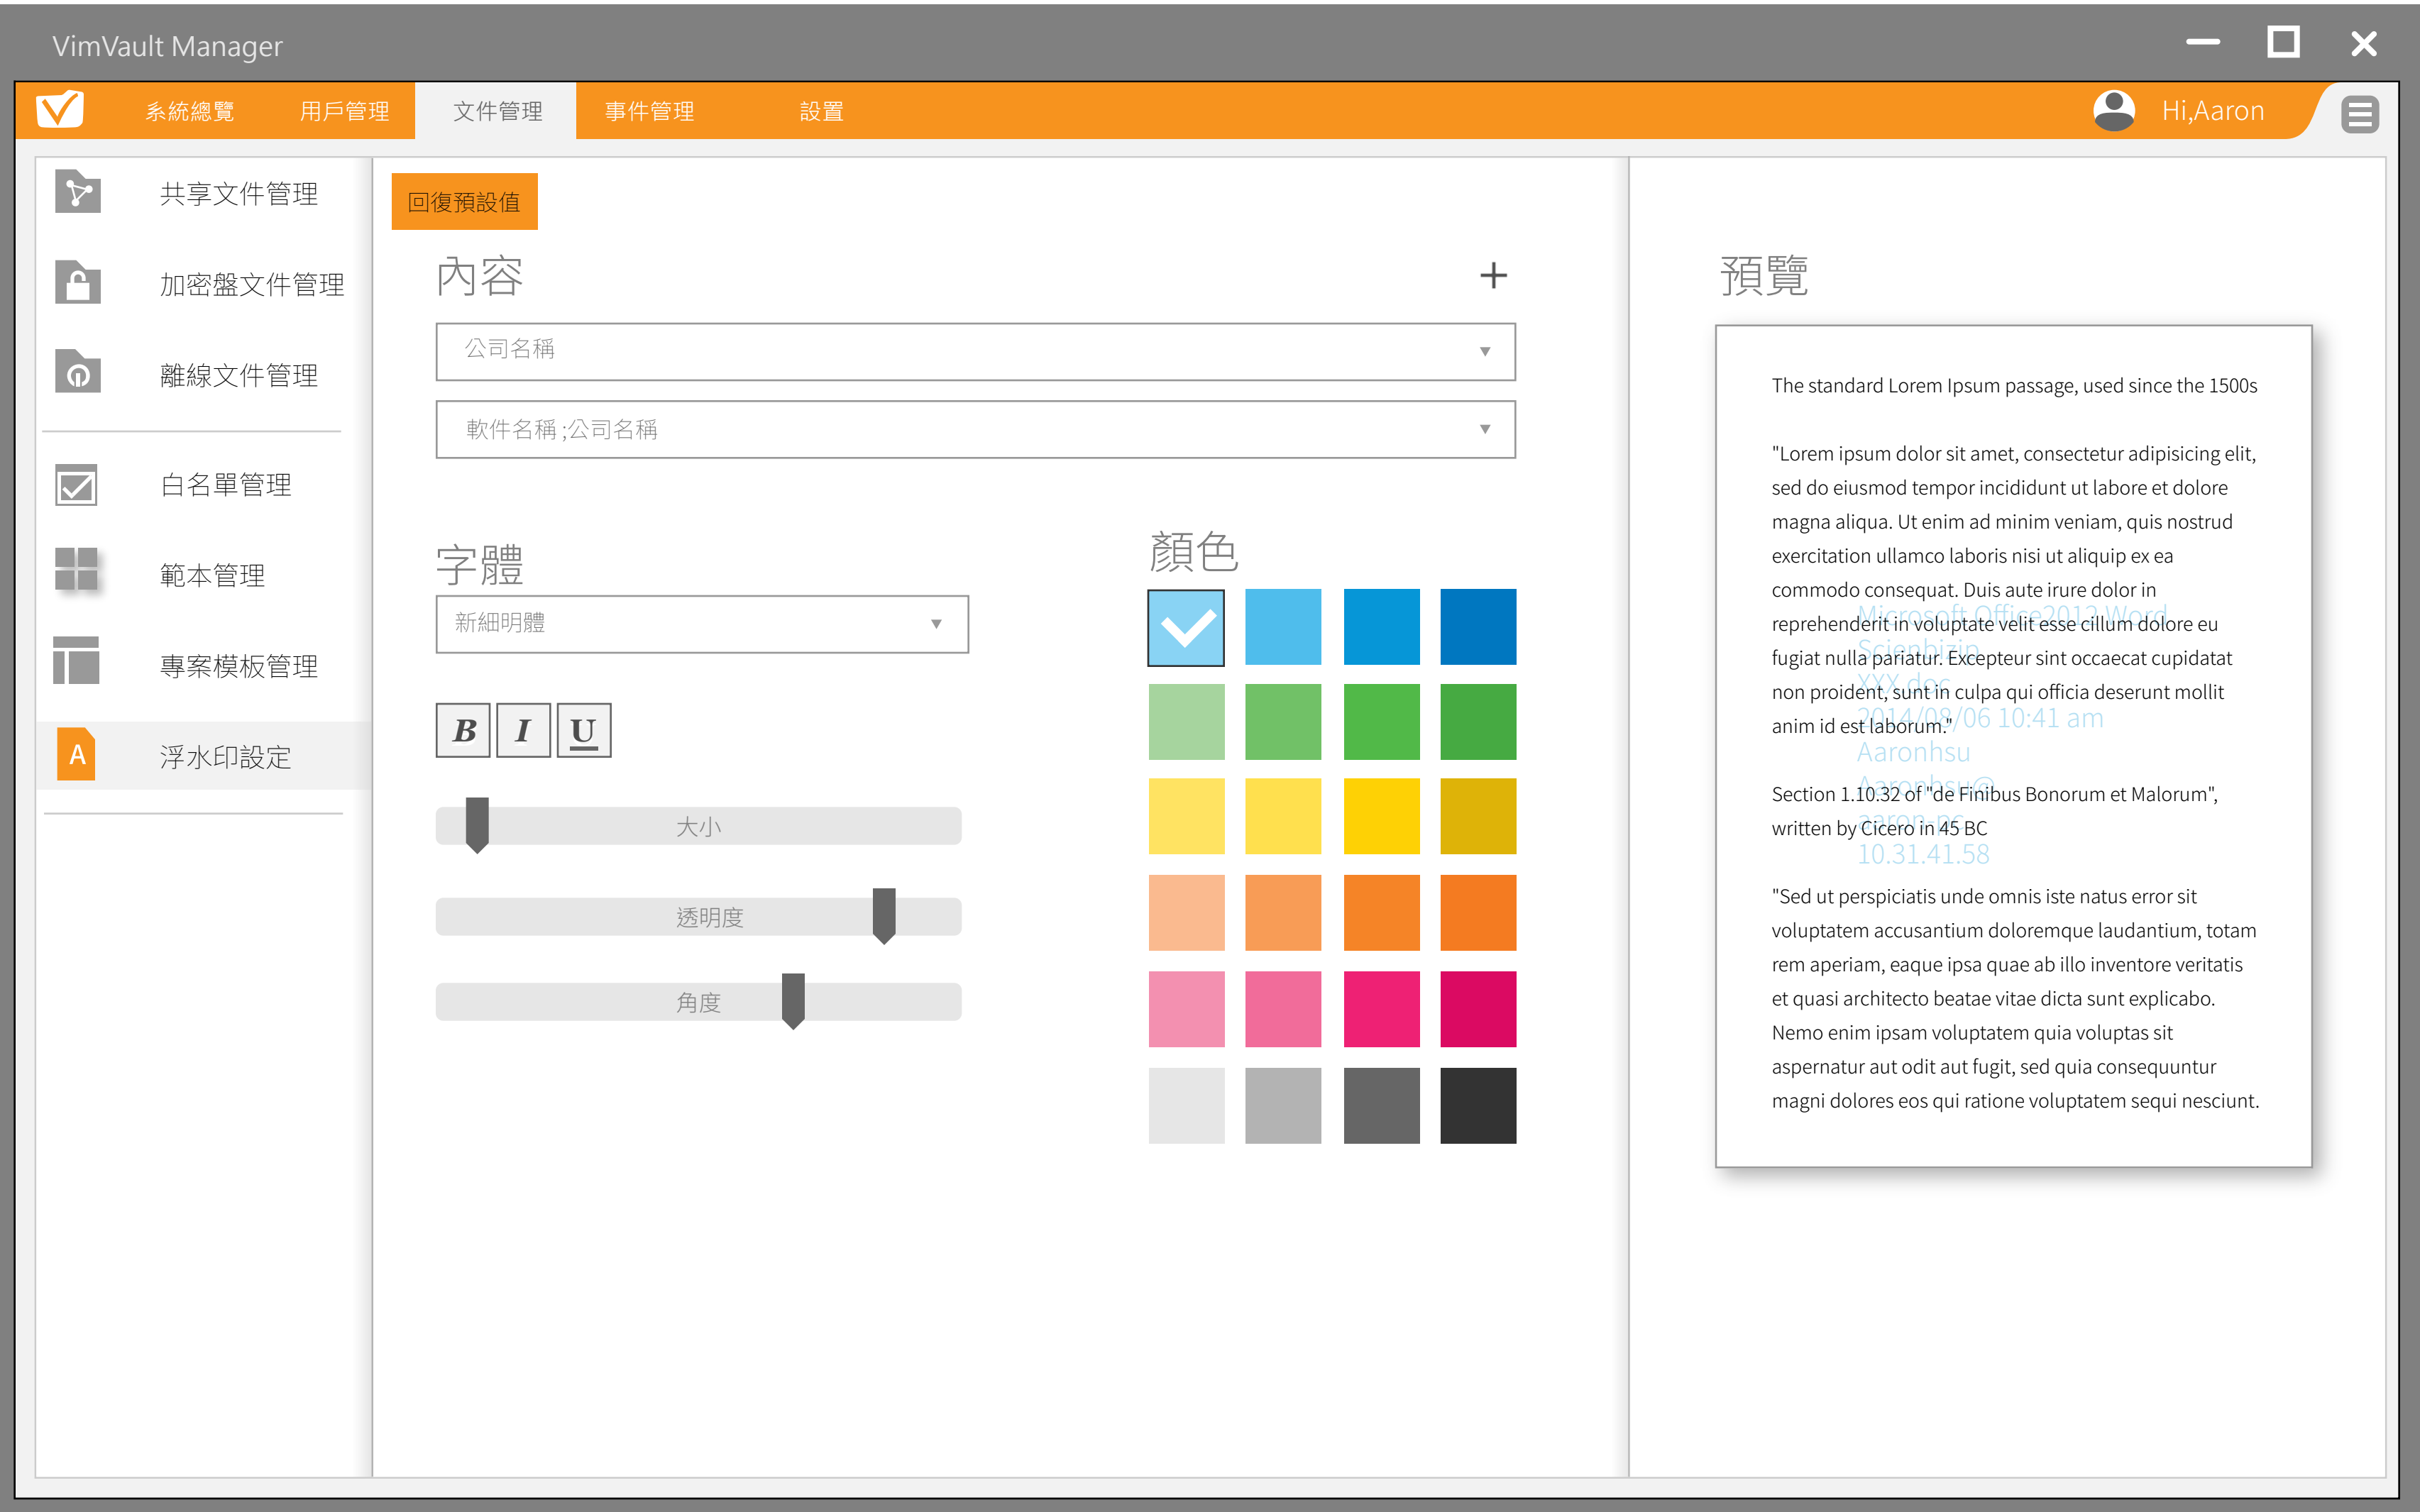 VimVault Manager
系統總覽 用戶管理 文件管理 事件管理 設置 Hi,Aaron
共享文件管理
加密盤文件管理
離線文件管理
白名單管理
範本管理
專案模板管理
A 浮水印設定
回復預設值
內容 +
公司名稱
軟件名稱 ;公司名稱
字體
新細明體
B I U
大小
透明度
角度
顏色
預覽
The standard Lorem Ipsum passage, used since the 1500s
"Lorem ipsum dolor sit amet, consectetur adipisicing elit,
sed do eiusmod tempor incididunt ut labore et dolore
magna aliqua. Ut enim ad minim veniam, quis nostrud
exercitation ullamco laboris nisi ut aliquip ex ea
commodo consequat. Duis aute irure dolor in
reprehenderit in voluptate velit esse cillum dolore eu
fugiat nulla pariatur. Excepteur sint occaecat cupidatat
non proident, sunt in culpa qui officia deserunt mollit
anim id est laborum."
Section 1.10.32 of "de Finibus Bonorum et Malorum",
written by Cicero in 45 BC
"Sed ut perspiciatis unde omnis iste natus error sit
voluptatem accusantium doloremque laudantium, totam
rem aperiam, eaque ipsa quae ab illo inventore veritatis
et quasi architecto beatae vitae dicta sunt explicabo.
Nemo enim ipsam voluptatem quia voluptas sit
aspernatur aut odit aut fugit, sed quia consequuntur
magni dolores eos qui ratione voluptatem sequi nesciunt.
Microsoft Office2012 Word
Scienbizip
XXX.doc
2014/08/06 10:41 am
Aaronhsu
Aaronhsu@
aaron-pc
10.31.41.58